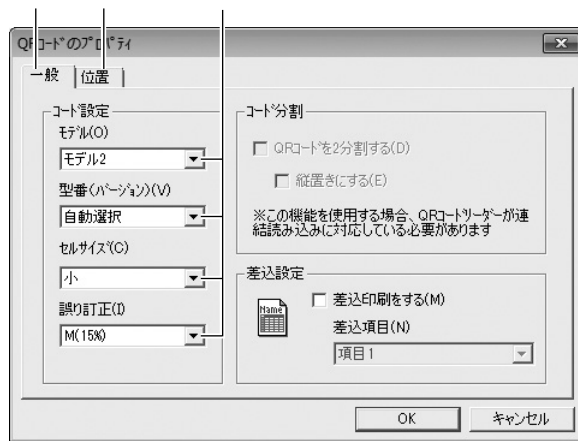 QRコードのプロパティ
一般
位置
コード設定
モデル(O)
モデル2
型番(バージョン)(V)
自動選択
セルサイズ(C)
小
誤り訂正(I)
M(15%)
コード分割
QRコードを2分割する(D)
縦置きにする(E)
※この機能を使用する場合、QRコードリーダーが連
結読み込みに対応している必要があります
差込設定
Name
差込印刷をする(M)
差込項目(N)
項目1
OK
キャンセル